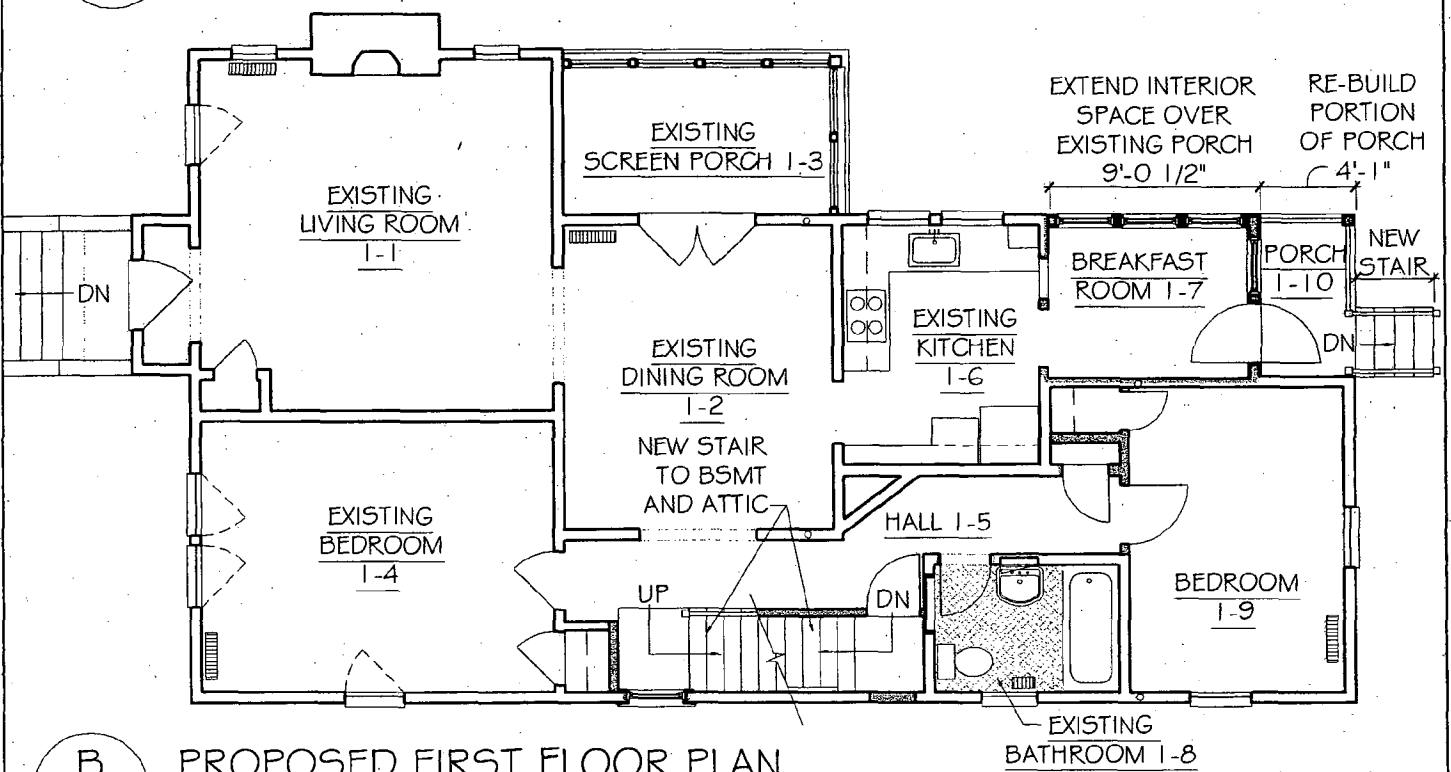 EXTEND INTERIOR
SPACE OVER
EXISTING PORCH
9'-0 1/2"
RE-BUILD
PORTION
OF PORCH
4'-1"
EXISTING
SCREEN PORCH 1-3
EXISTING
LIVING ROOM
1-1
BREAKFAST
ROOM 1-7
PORCH
1-10
NEW
STAIR
DN
EXISTING
KITCHEN
1-6
DN
EXISTING
DINING ROOM
1-2
NEW STAIR
TO BSMT
AND ATTIC
EXISTING
BEDROOM
1-4
HALL 1-5
UP
DN
BEDROOM
1-9
EXISTING
BATHROOM 1-8
B
PROPOSED FIRST FLOOR PLAN